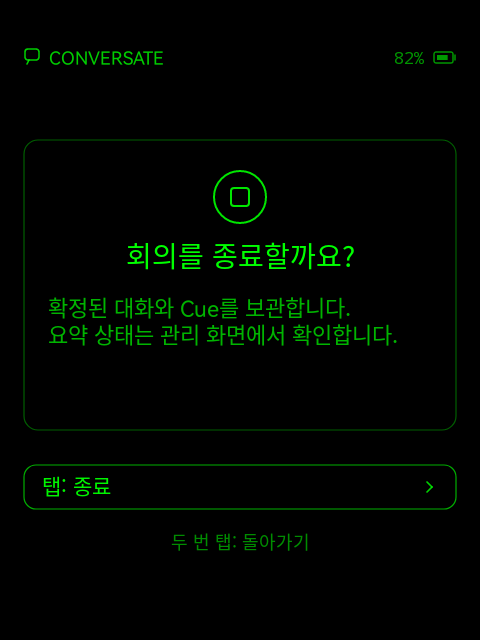 CONVERSATE
82%
회의를 종료할까요?
확정된 대화와 Cue를 보관합니다.
요약 상태는 관리 화면에서 확인합니다.
탭: 종료
두 번 탭: 돌아가기